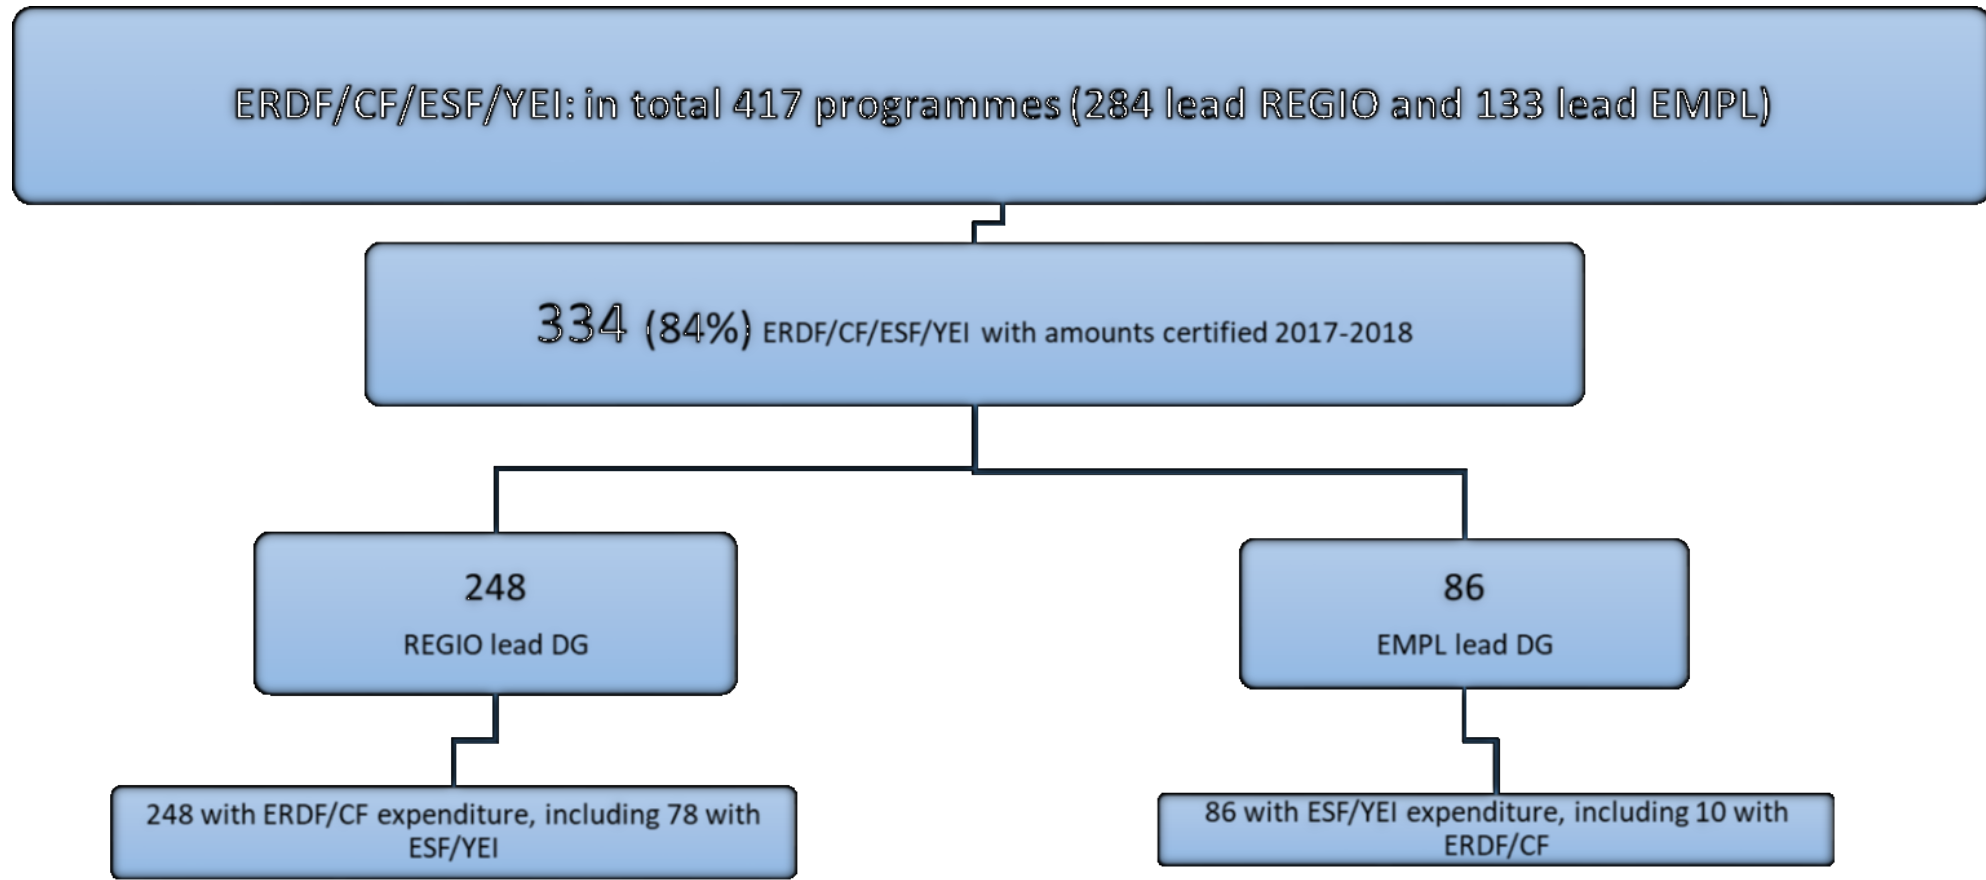 ERDF/CF/ESF/YEI: in total 417 programmes (284 lead REGIO and 133 lead EMPL)
334 (84%) ERDF/CF/ESF/YEI with amounts certified 2017-2018
248
REGIO lead DG
86
EMPL lead DG
248 with ERDF/CF expenditure, including 78 with
ESF/YEI
86 with ESF/YEI expenditure, including 10 with
ERDF/CF